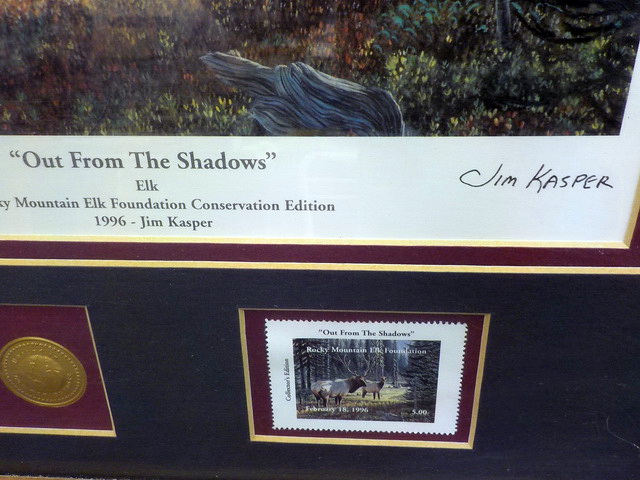 “Out From The Shadows”
Elk
ky Mountain Elk Foundation Conservation Edition
1996 - Jim Kasper
Jim Kasper
"Out From The Shadows"
Rocky Mountain Elk Foundation
Collector's Edition
February 18, 1996 5.00